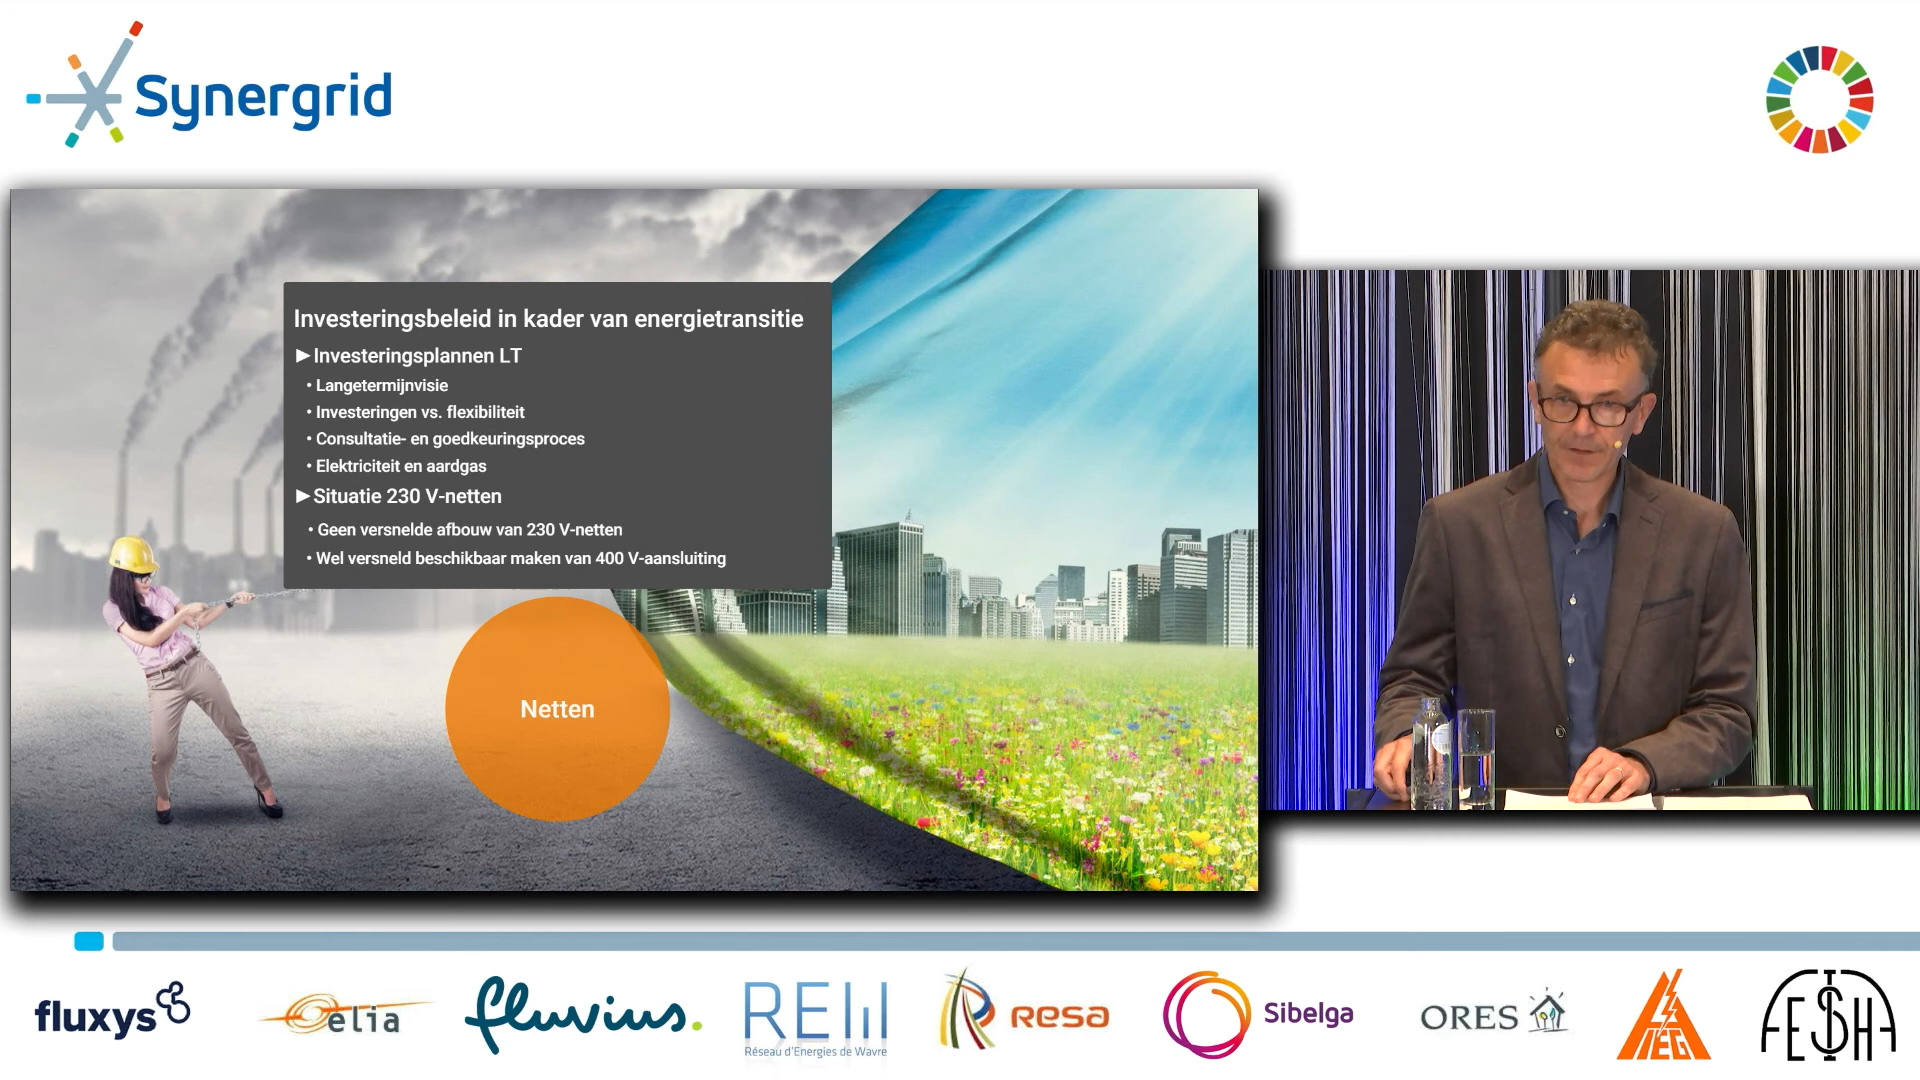 Synergrid
Investeringsbeleid in kader van energietransitie
►Investeringsplannen LT
• Langetermijnvisie
• Investeringen vs. flexibiliteit
• Consultatie- en goedkeuringsproces
• Elektriciteit en aardgas
►Situatie 230 V-netten
• Geen versnelde afbouw van 230 V-netten
• Wel versneld beschikbaar maken van 400 V-aansluiting
Netten
fluxys
elia
fluvius.
REW
Réseau d'Energies de Wavre
Resa
Sibelga
ORES
IEG
FESHA